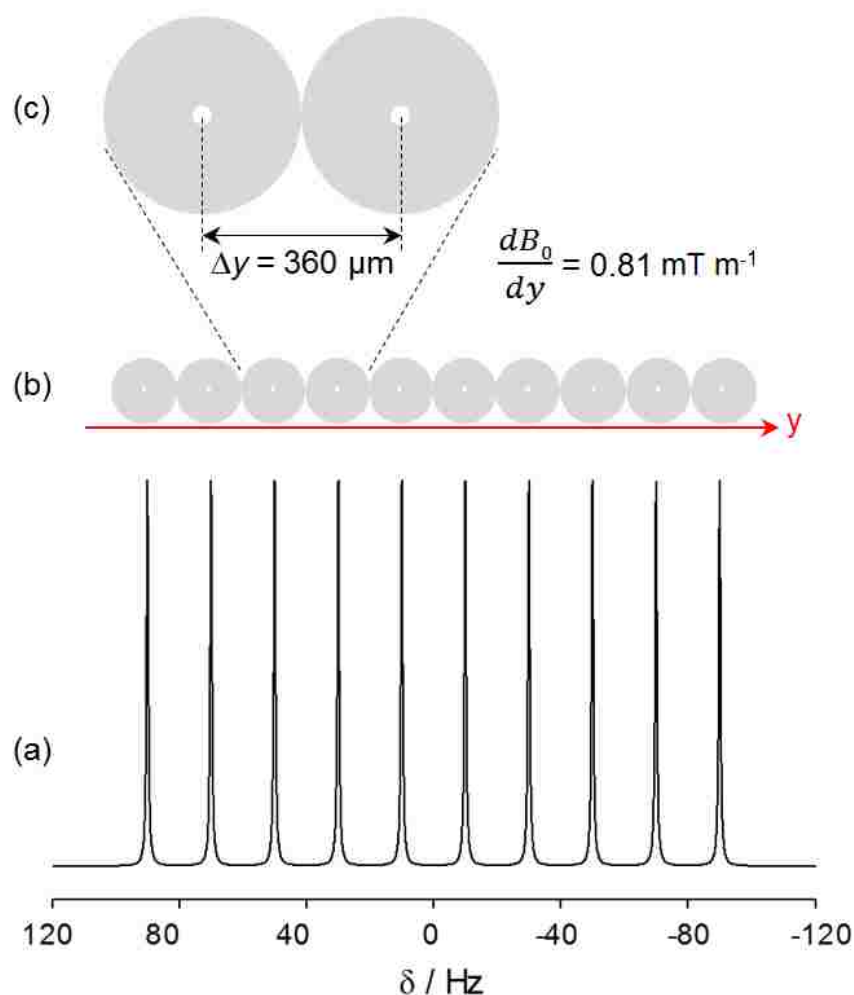 (c)
Δy = 360 μm
dB₀/dy = 0.81 mT m⁻¹
(b)
y
(a)
120 80 40 0 -40 -80 -120
δ / Hz